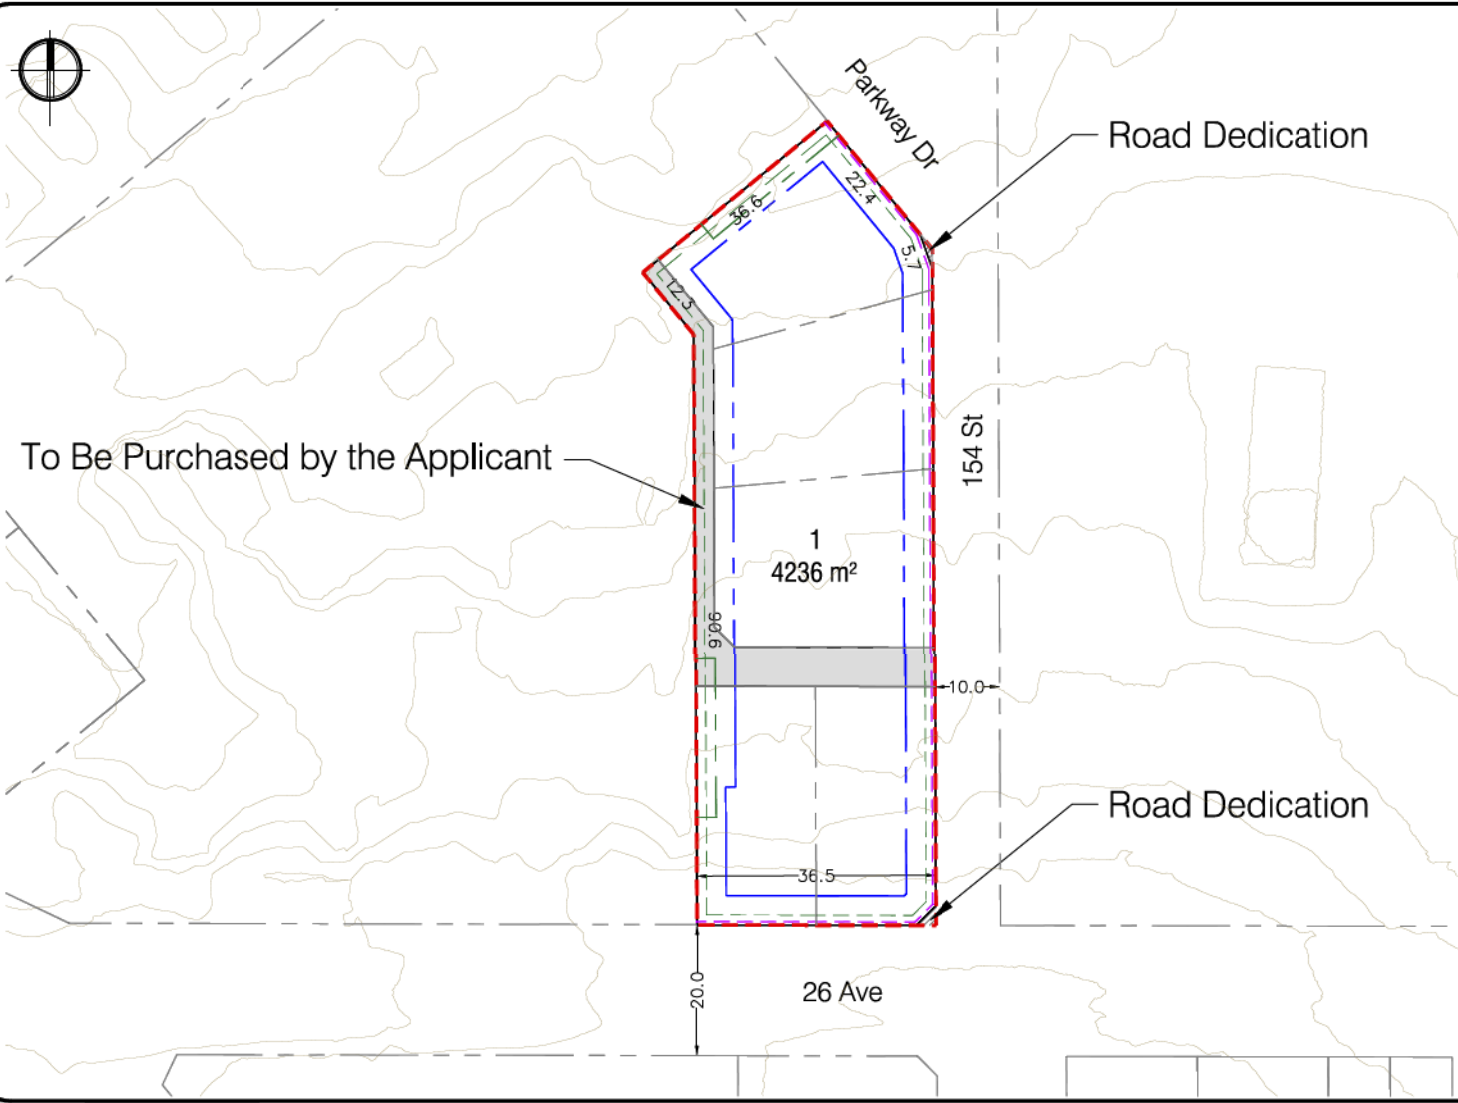 Parkway Dr
Road Dedication
22.4
36.6
5.7
12.3
154 St
To Be Purchased by the Applicant
1
4236 m²
90.6
10.0
Road Dedication
36.5
20.0
26 Ave